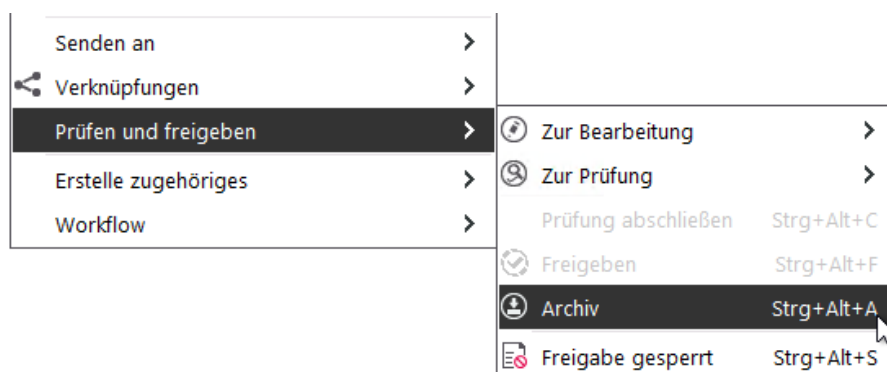 Senden an
Verknüpfungen
Prüfen und freigeben
Erstelle zugehöriges
Workflow
Zur Bearbeitung
Zur Prüfung
Prüfung abschließen Strg+Alt+C
Freigeben Strg+Alt+F
Archiv Strg+Alt+A
Freigabe gesperrt Strg+Alt+S